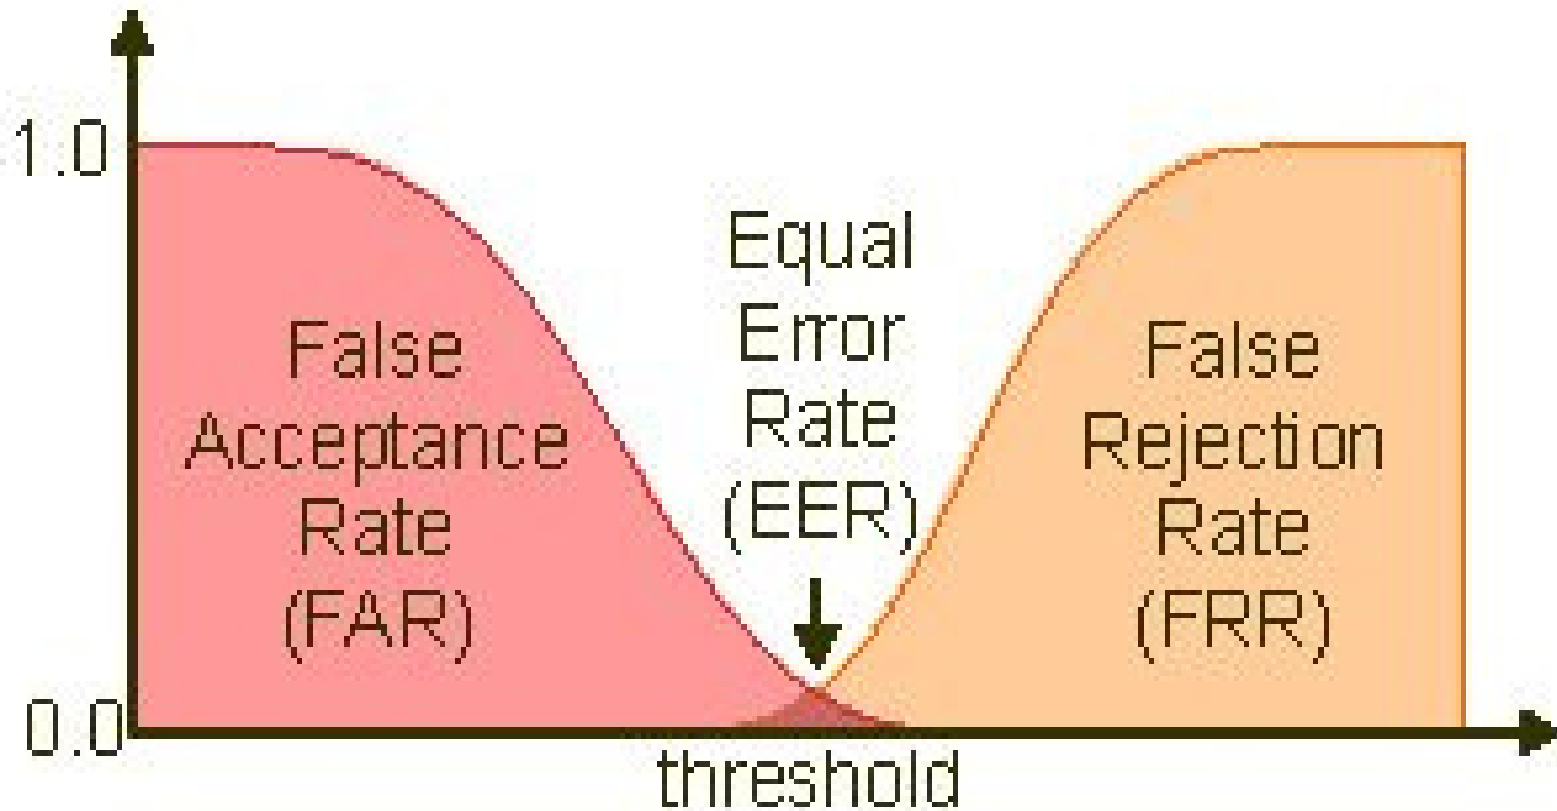 1.0
Equal
Error
Rate
(EER)
False
Acceptance
Rate
(FAR)
False
Rejection
Rate
(FRR)
0.0
threshold